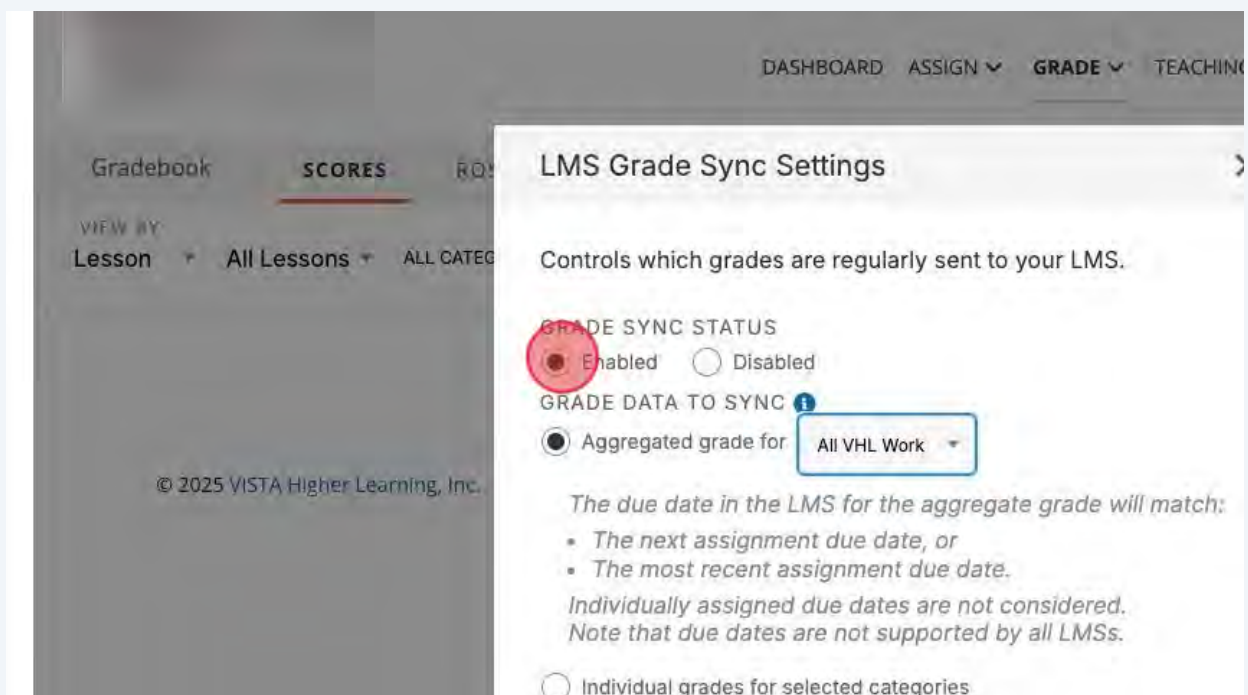 DASHBOARD ASSIGN GRADE TEACHING
Gradebook SCORES ROS
VIEW BY
Lesson All Lessons ALL CATEG
© 2025 VISTA Higher Learning, Inc.
LMS Grade Sync Settings
Controls which grades are regularly sent to your LMS.
GRADE SYNC STATUS
Enabled Disabled
GRADE DATA TO SYNC
Aggregated grade for All VHL Work
The due date in the LMS for the aggregate grade will match:
• The next assignment due date, or
• The most recent assignment due date.
Individually assigned due dates are not considered.
Note that due dates are not supported by all LMSs.
Individual grades for selected categories